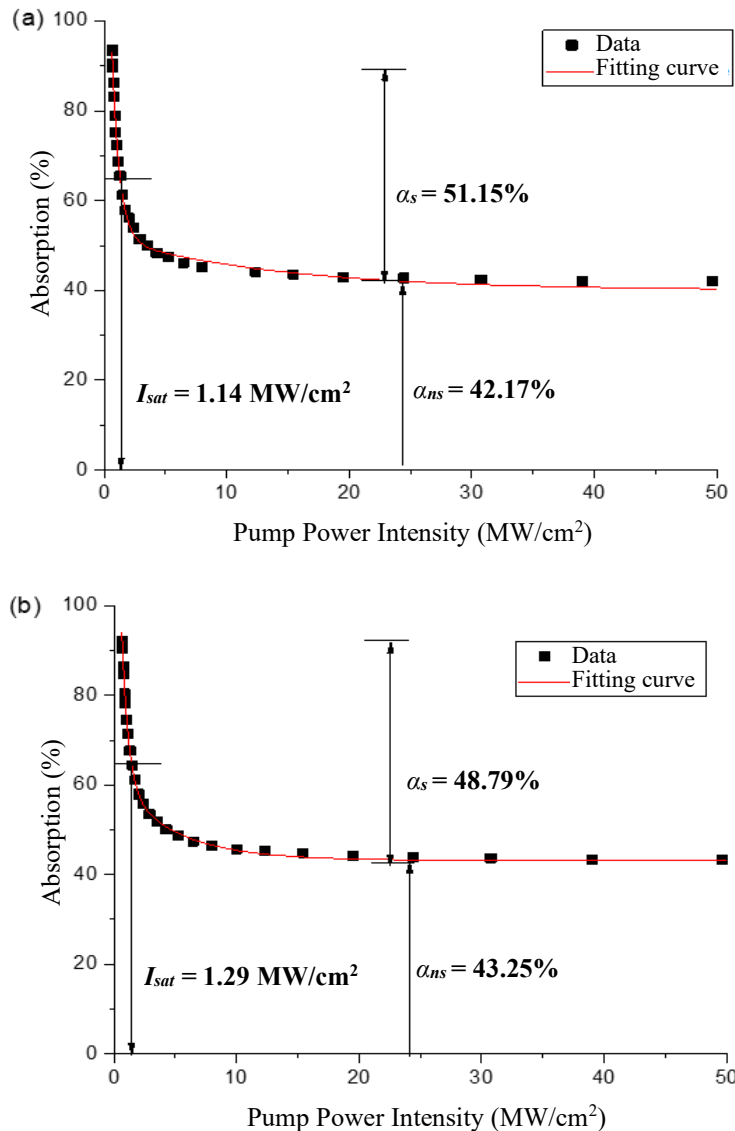 (a)
100
80
60
40
20
0
Absorption (%)
Data
Fitting curve
αs = 51.15%
Isat = 1.14 MW/cm²
αns = 42.17%
0 10 20 30 40 50
Pump Power Intensity (MW/cm²)
(b)
100
80
60
40
20
0
Absorption (%)
Data
Fitting curve
αs = 48.79%
Isat = 1.29 MW/cm²
αns = 43.25%
0 10 20 30 40 50
Pump Power Intensity (MW/cm²)